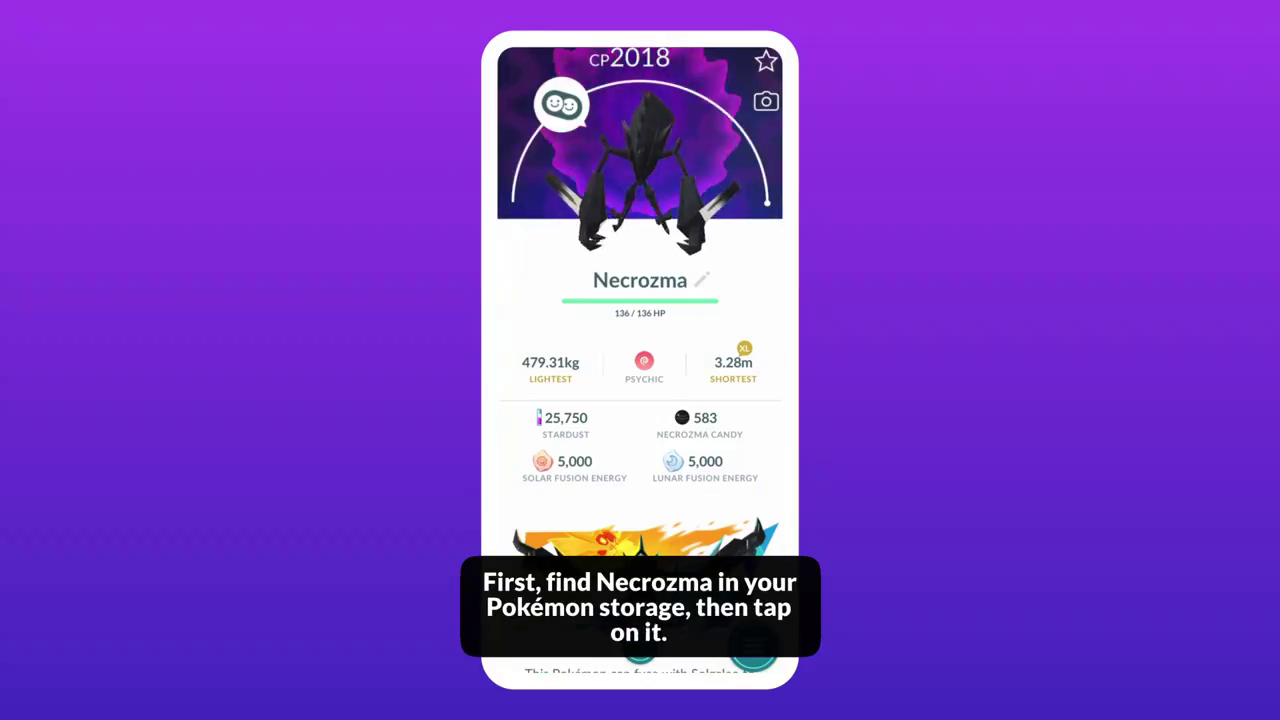 CP2018
Necrozma
136 / 136 HP
XL
479.31kg
3.28m
LIGHTEST
PSYCHIC
SHORTEST
25,750
583
STARDUST
NECROZMA CANDY
5,000
5,000
SOLAR FUSION ENERGY
LUNAR FUSION ENERGY
First, find Necrozma in your
Pokémon storage, then tap
on it.
This Pokémon can fuse with Solgaleo